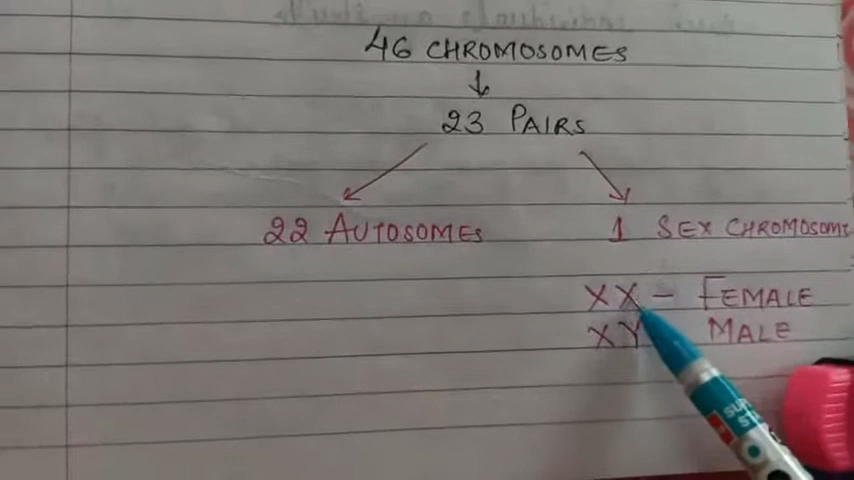 46 CHROMOSOMES
↓
23 PAIRS
22 AUTOSOMES
1 SEX CHROMOSOME
XX - FEMALE
XY MALE